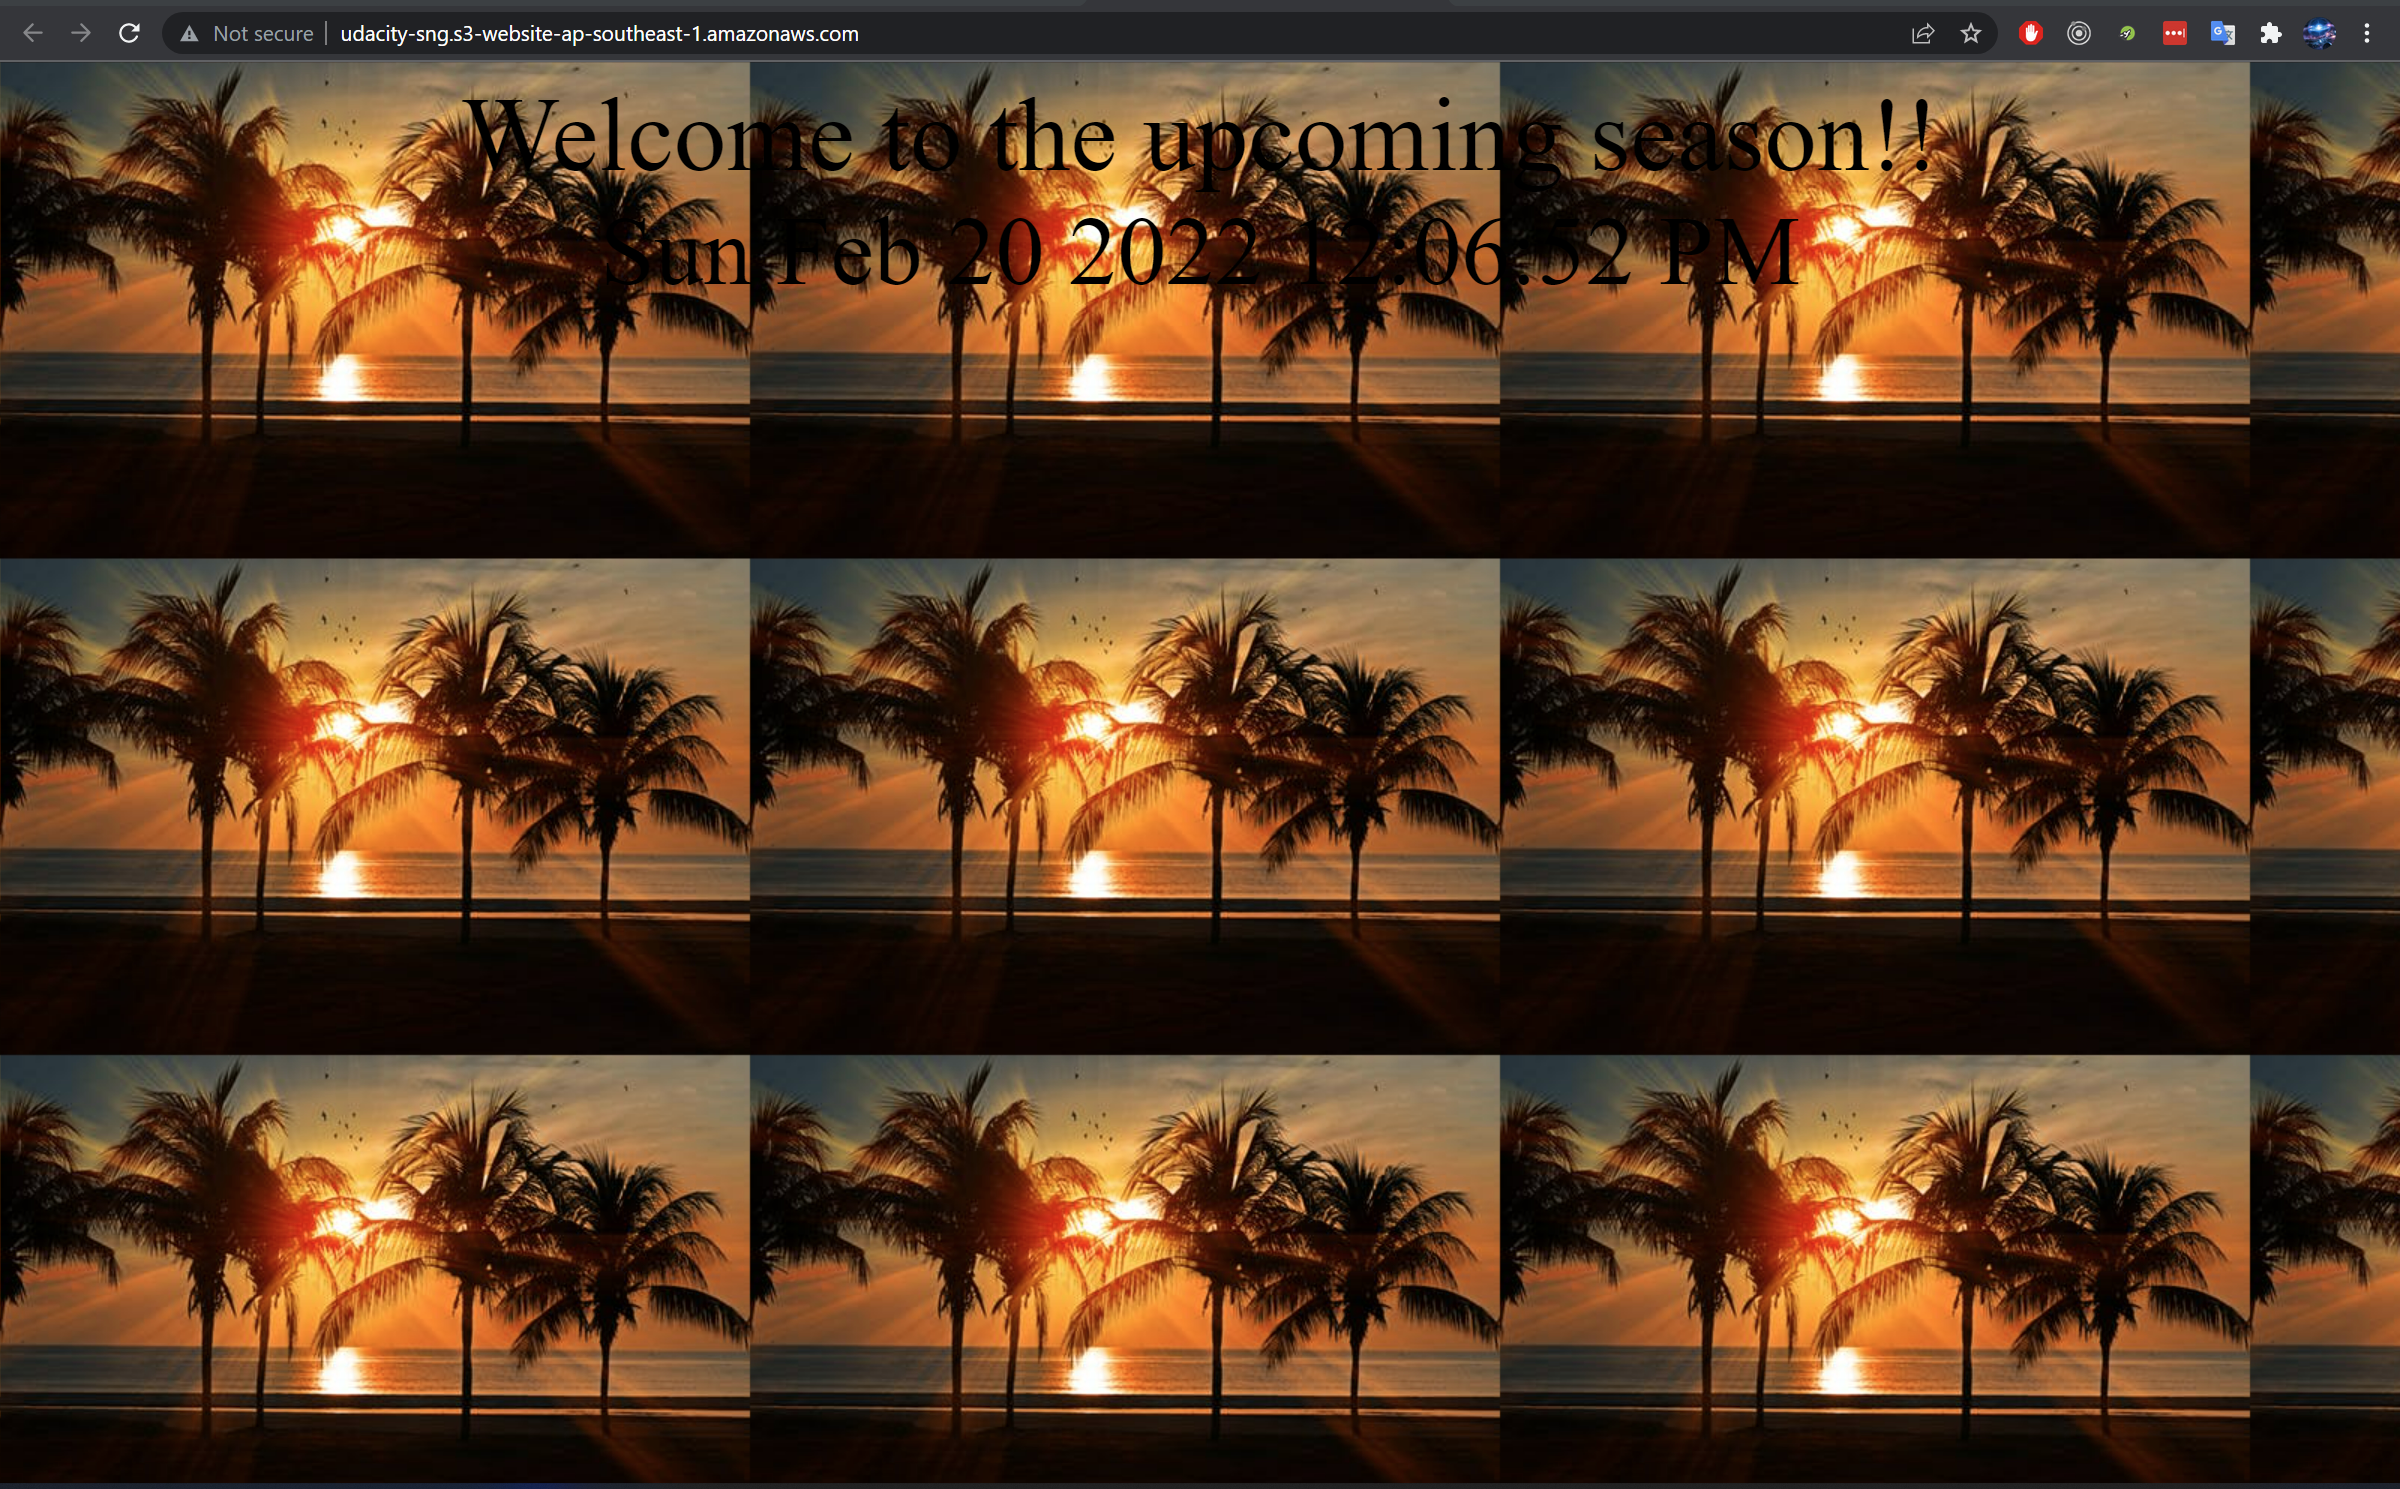 Not secure
udacity-sng.s3-website-ap-southeast-1.amazonaws.com
Welcome to the upcoming season!!
Sun Feb 20 2022 12:06:52 PM